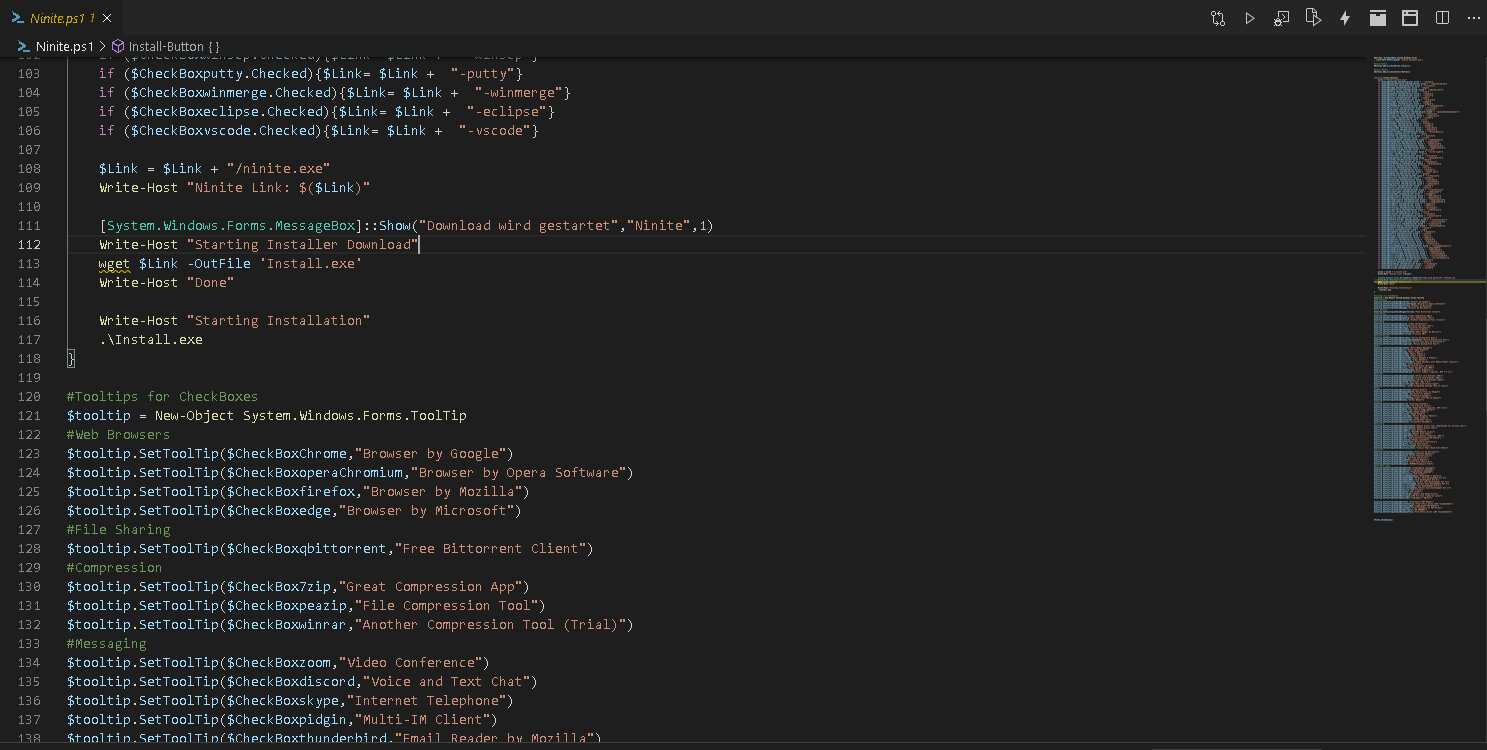 Ninite.ps1 1
Ninite.ps1 > Install-Button { }
103 if ($CheckBoxputty.Checked){$Link= $Link + "-putty"}
104 if ($CheckBoxwinmerge.Checked){$Link= $Link + "-winmerge"}
105 if ($CheckBoxeclipse.Checked){$Link= $Link + "-eclipse"}
106 if ($CheckBoxvscode.Checked){$Link= $Link + "-vscode"}
107
108 $Link = $Link + "/ninite.exe"
109 Write-Host "Ninite Link: $($Link)"
110
111 [System.Windows.Forms.MessageBox]::Show("Download wird gestartet","Ninite",1)
112 Write-Host "Starting Installer Download"
113 wget $Link -OutFile 'Install.exe'
114 Write-Host "Done"
115
116 Write-Host "Starting Installation"
117 .\Install.exe
118 }
119
120 #Tooltips for CheckBoxes
121 $tooltip = New-Object System.Windows.Forms.ToolTip
122 #Web Browsers
123 $tooltip.SetToolTip($CheckBoxChrome,"Browser by Google")
124 $tooltip.SetToolTip($CheckBoxoperaChromium,"Browser by Opera Software")
125 $tooltip.SetToolTip($CheckBoxfirefox,"Browser by Mozilla")
126 $tooltip.SetToolTip($CheckBoxedge,"Browser by Microsoft")
127 #File Sharing
128 $tooltip.SetToolTip($CheckBoxqbittorrent,"Free Bittorrent Client")
129 #Compression
130 $tooltip.SetToolTip($CheckBox7zip,"Great Compression App")
131 $tooltip.SetToolTip($CheckBoxpeazip,"File Compression Tool")
132 $tooltip.SetToolTip($CheckBoxwinrar,"Another Compression Tool (Trial)")
133 #Messaging
134 $tooltip.SetToolTip($CheckBoxzoom,"Video Conference")
135 $tooltip.SetToolTip($CheckBoxdiscord,"Voice and Text Chat")
136 $tooltip.SetToolTip($CheckBoxskype,"Internet Telephone")
137 $tooltip.SetToolTip($CheckBoxpidgin,"Multi-IM Client")
138 $tooltip.SetToolTip($CheckBoxthunderbird,"Email Reader by Mozilla")